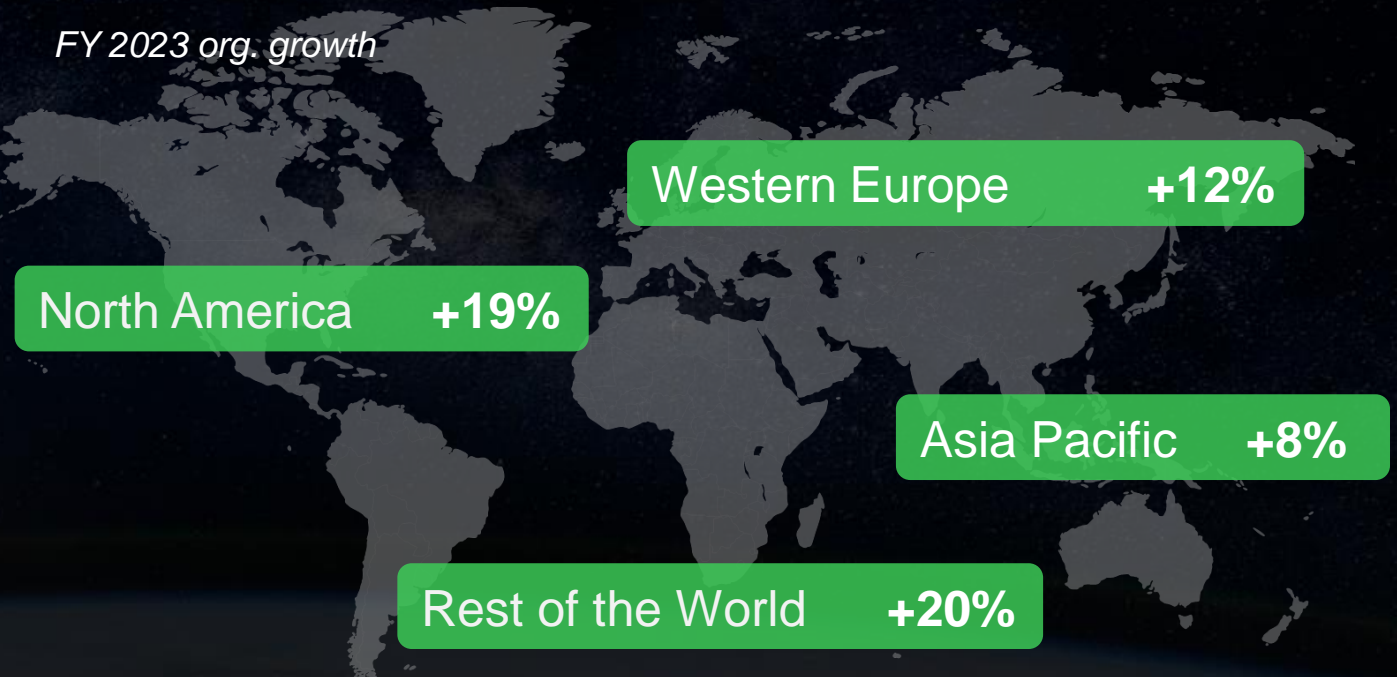 FY 2023 org. growth
Western Europe +12%
North America +19%
Asia Pacific +8%
Rest of the World +20%